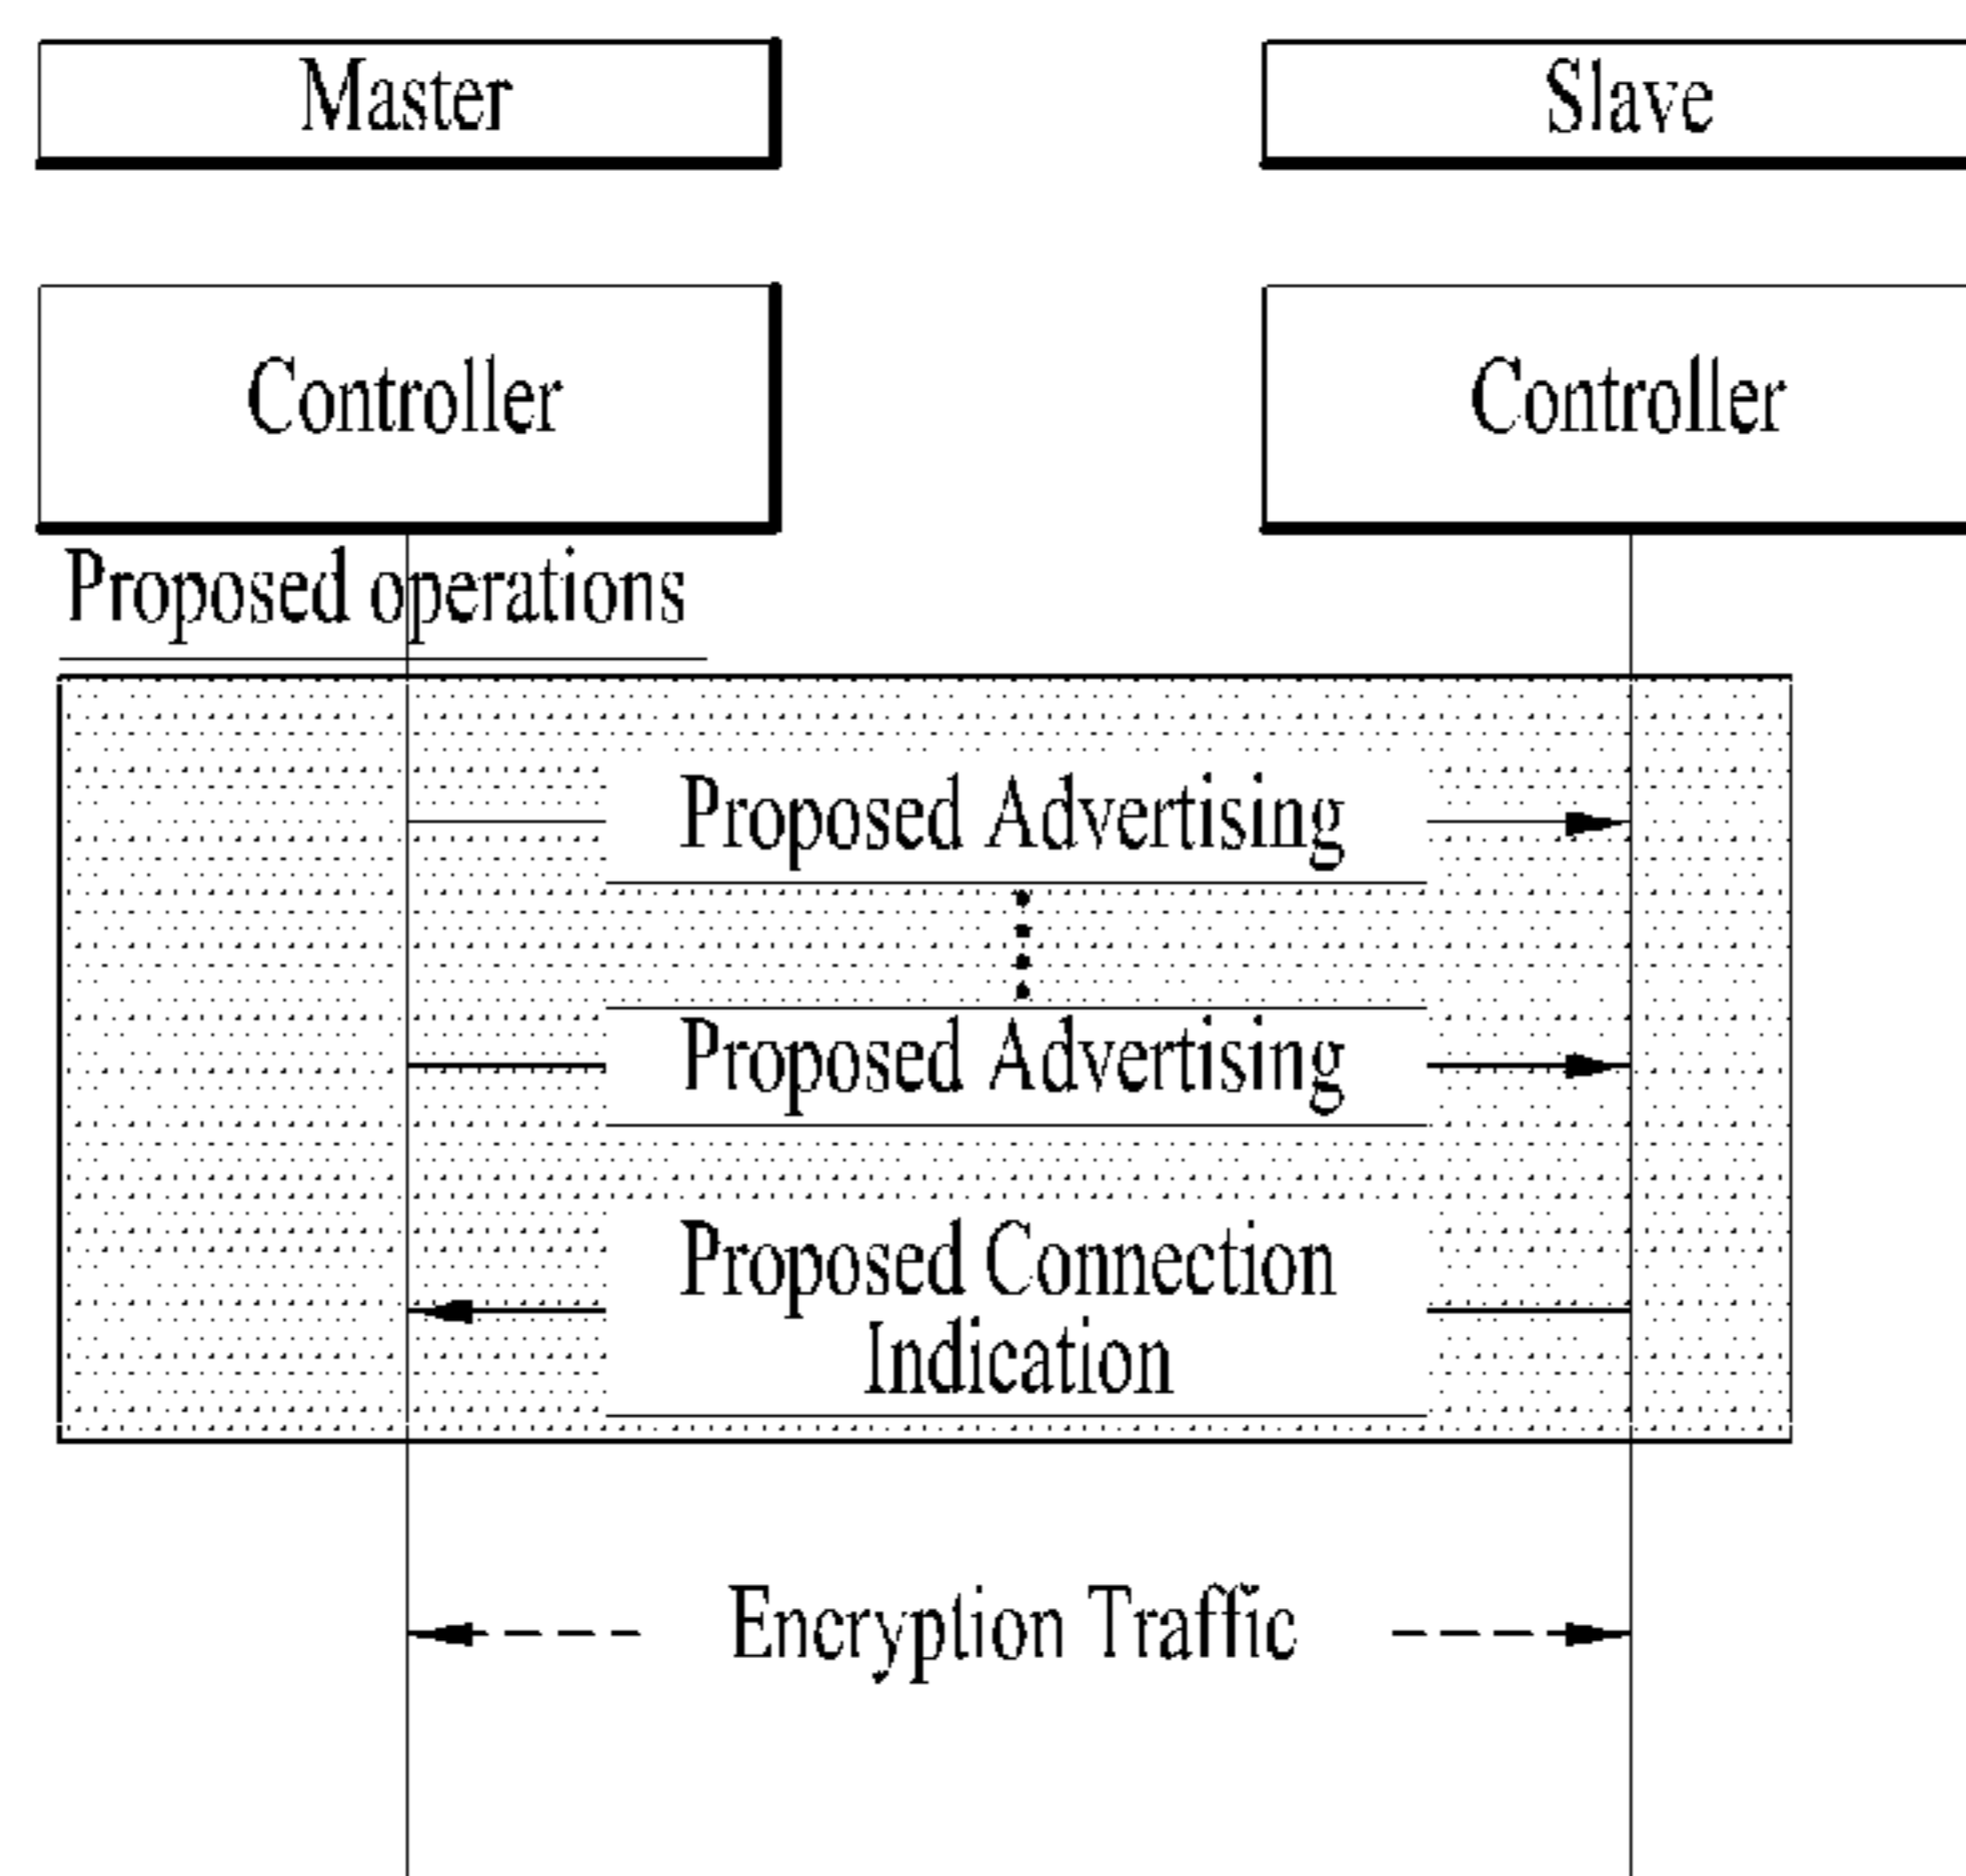 Master
Slave
Controller
Controller
Proposed operations
Proposed Advertising
Proposed Advertising
Proposed Connection
Indication
Encryption Traffic